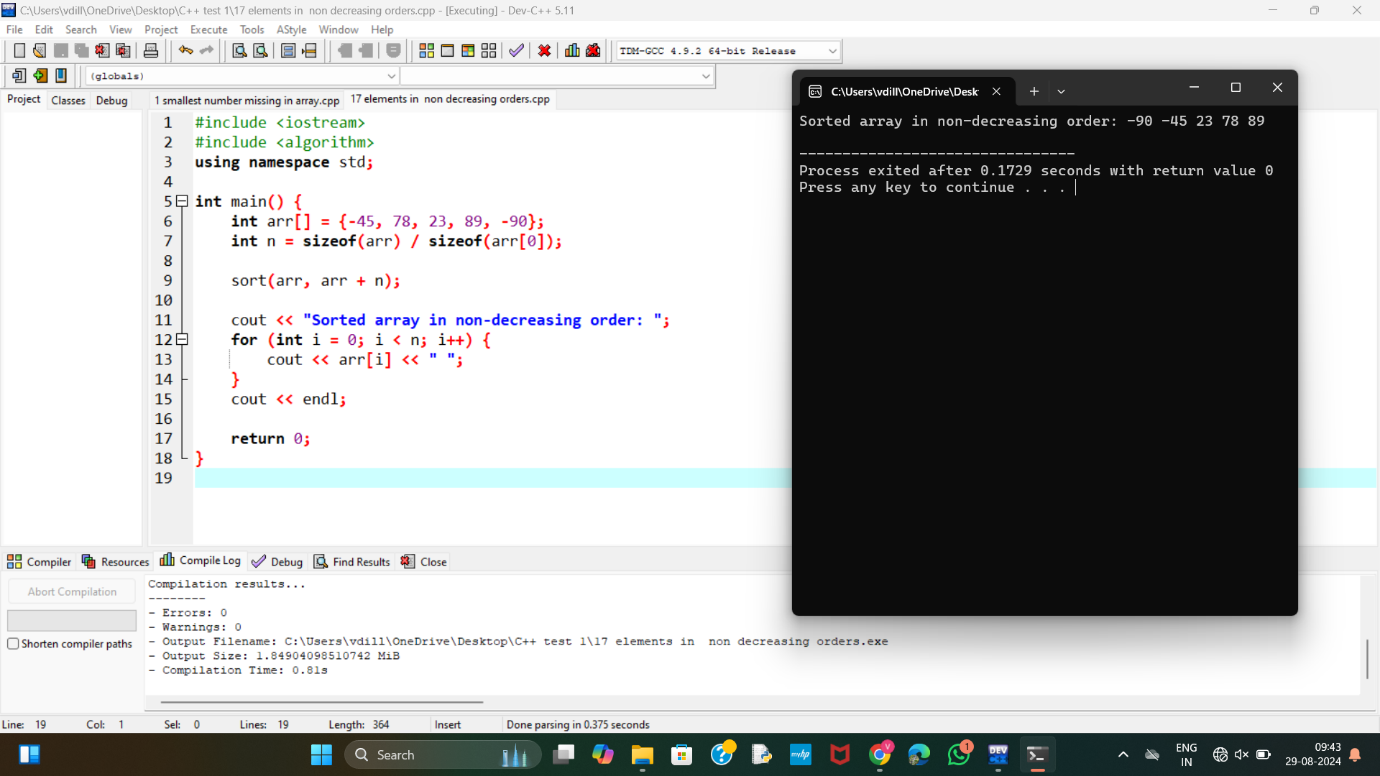 C:\Users\vdill\OneDrive\Desktop\C++ test 1\17 elements in  non decreasing orders.cpp - [Executing] - Dev-C++ 5.11
File Edit Search View Project Execute Tools AStyle Window Help
TDM-GCC 4.9.2 64-bit Release
(globals)
Project Classes Debug
1 smallest number missing in array.cpp 17 elements in  non decreasing orders.cpp
1 #include <iostream>
2 #include <algorithm>
3 using namespace std;
4
5 int main() {
6     int arr[] = {-45, 78, 23, 89, -90};
7     int n = sizeof(arr) / sizeof(arr[0]);
8
9     sort(arr, arr + n);
10
11     cout << "Sorted array in non-decreasing order: ";
12     for (int i = 0; i < n; i++) {
13         cout << arr[i] << " ";
14     }
15     cout << endl;
16
17     return 0;
18 }
19
C:\Users\vdill\OneDrive\Desk
Sorted array in non-decreasing order: -90 -45 23 78 89
--------------------------------
Process exited after 0.1729 seconds with return value 0
Press any key to continue . . .
Compiler Resources Compile Log Debug Find Results Close
Abort Compilation
Shorten compiler paths
Compilation results...
--------
- Errors: 0
- Warnings: 0
- Output Filename: C:\Users\vdill\OneDrive\Desktop\C++ test 1\17 elements in  non decreasing orders.exe
- Output Size: 1.84904098510742 MiB
- Compilation Time: 0.81s
Line: 19 Col: 1 Sel: 0 Lines: 19 Length: 364 Insert Done parsing in 0.375 seconds
Search
myhp
V
1
DEV
ENG
IN
09:43
29-08-2024